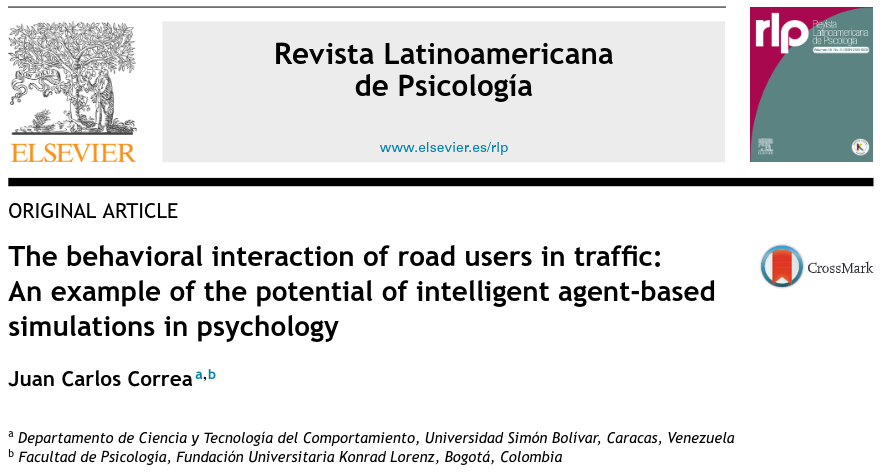 Revista Latinoamericana
de Psicología
www.elsevier.es/rlp
ELSEVIER
rlp
Revista
Latinoamericana
de Psicología
ORIGINAL ARTICLE
The behavioral interaction of road users in traffic:
An example of the potential of intelligent agent-based
simulations in psychology
CrossMark
Juan Carlos Correa a,b
a Departamento de Ciencia y Tecnología del Comportamiento, Universidad Simón Bolívar, Caracas, Venezuela
b Facultad de Psicología, Fundación Universitaria Konrad Lorenz, Bogotá, Colombia